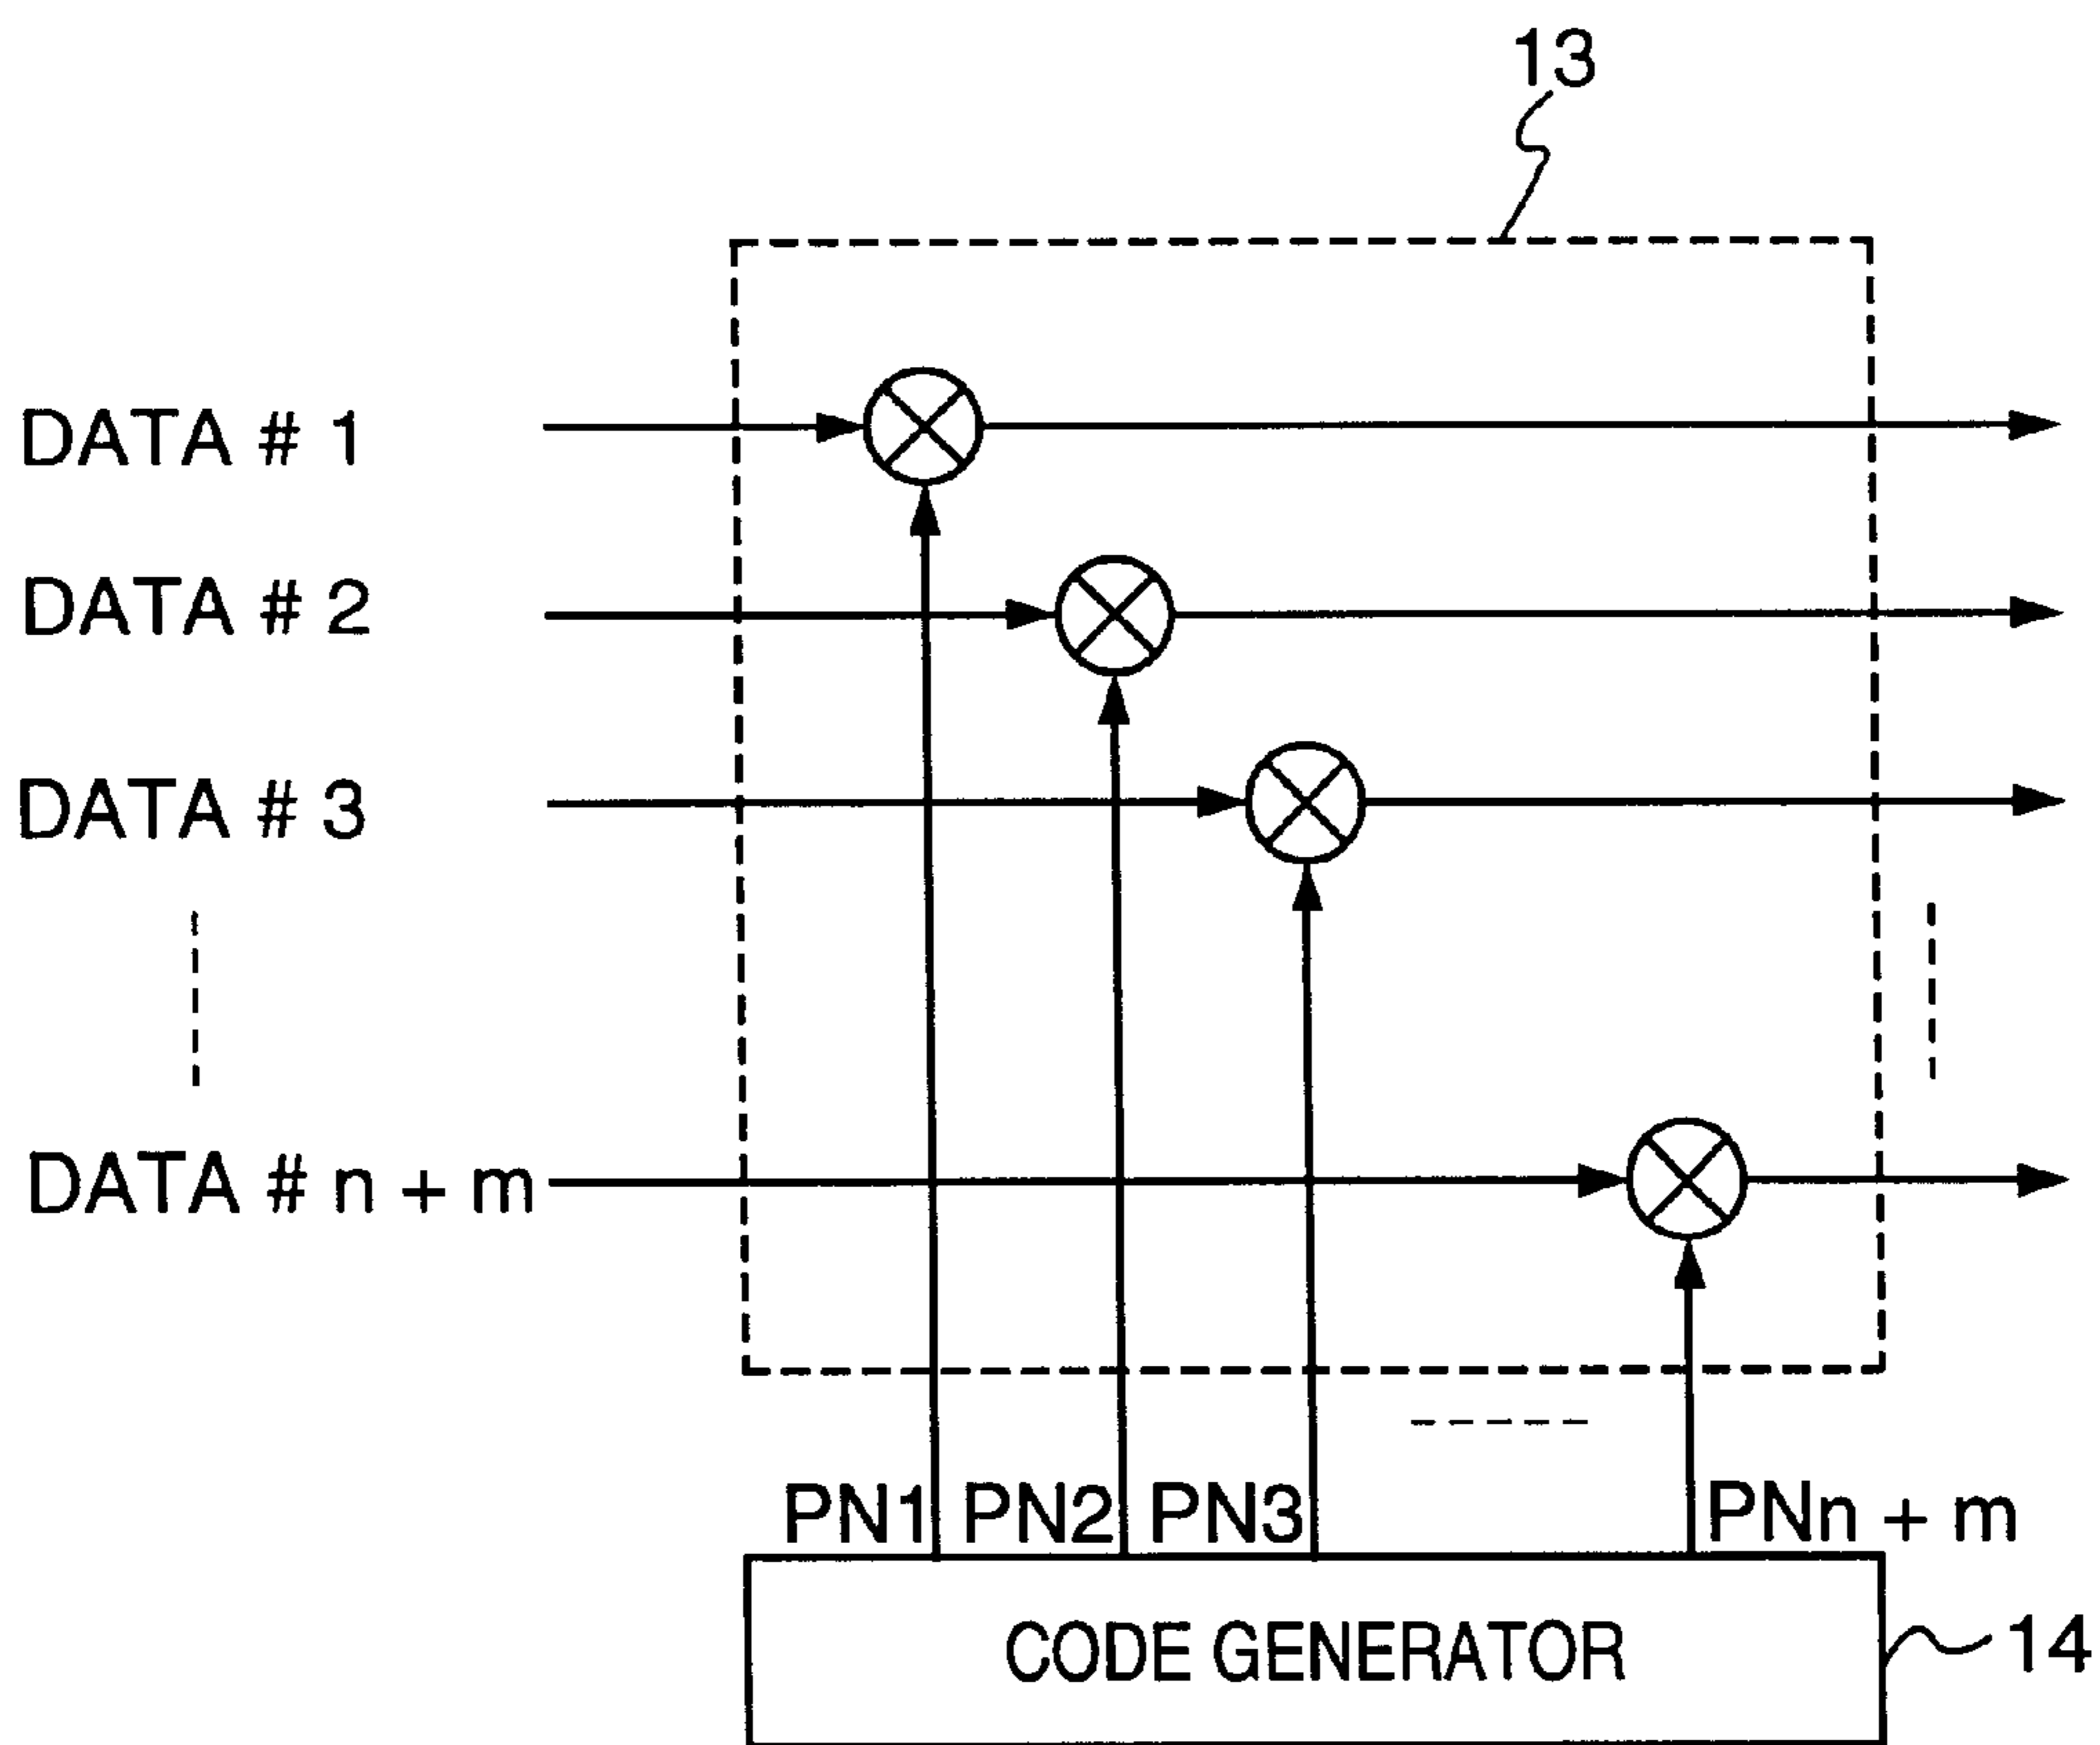 13
DATA # 1
DATA # 2
DATA # 3
DATA # n + m
PN1 PN2 PN3 PNn + m
CODE GENERATOR
14